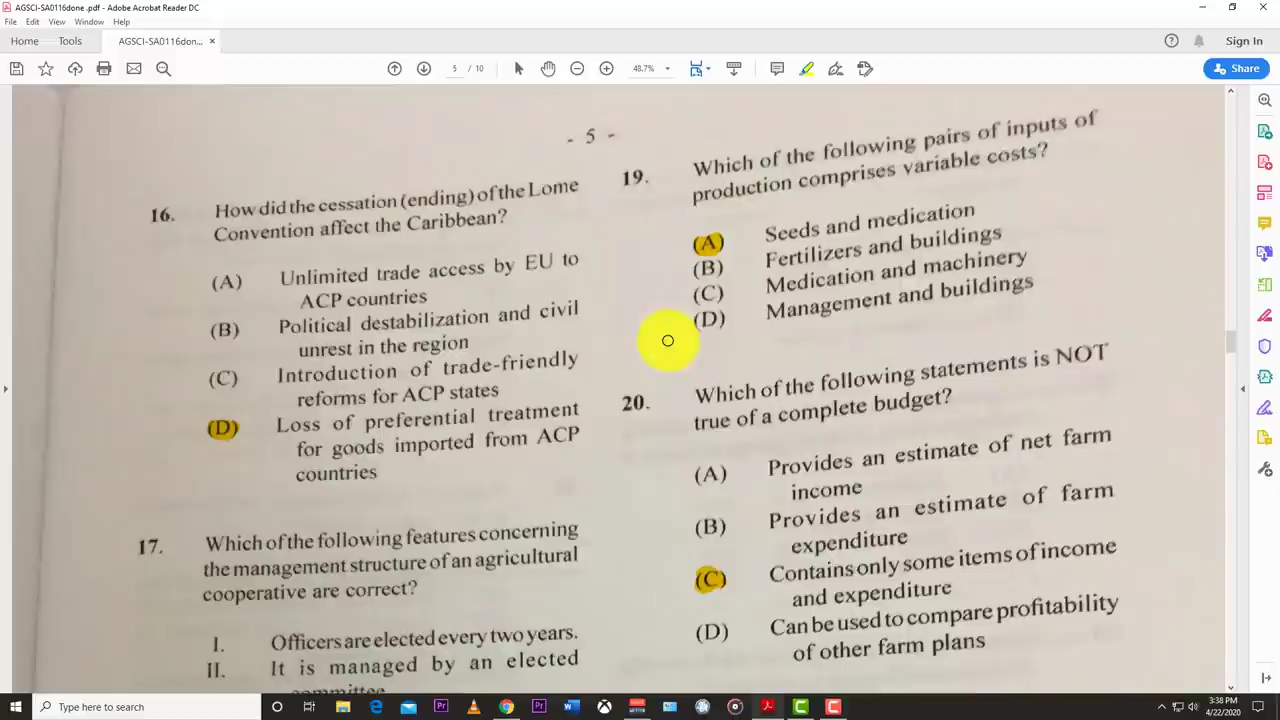 AGSCI-SA0116done .pdf - Adobe Acrobat Reader DC
File Edit View Window Help
Home Tools AGSCI-SA0116don... × Sign In
5 / 10 48.7% Share
- 5 -
16. How did the cessation (ending) of the Lome
Convention affect the Caribbean?
(A) Unlimited trade access by EU to
ACP countries
(B) Political destabilization and civil
unrest in the region
(C) Introduction of trade-friendly
reforms for ACP states
(D) Loss of preferential treatment
for goods imported from ACP
countries
17. Which of the following features concerning
the management structure of an agricultural
cooperative are correct?
I. Officers are elected every two years.
II. It is managed by an elected
committee
19. Which of the following pairs of inputs of
production comprises variable costs?
(A) Seeds and medication
(B) Fertilizers and buildings
(C) Medication and machinery
(D) Management and buildings
20. Which of the following statements is NOT
true of a complete budget?
(A) Provides an estimate of net farm
income
(B) Provides an estimate of farm
expenditure
(C) Contains only some items of income
and expenditure
(D) Can be used to compare profitability
of other farm plans
Type here to search
3:38 PM
4/22/2020